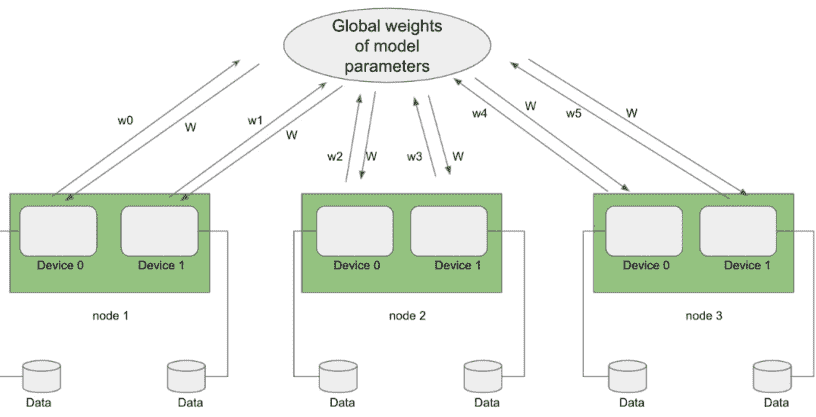 Global weights
of model
parameters
w0
W
w1
W
w2
W
w3
W
w4
W
w5
W
Device 0
Device 1
Device 0
Device 1
Device 0
Device 1
node 1
node 2
node 3
Data
Data
Data
Data
Data
Data